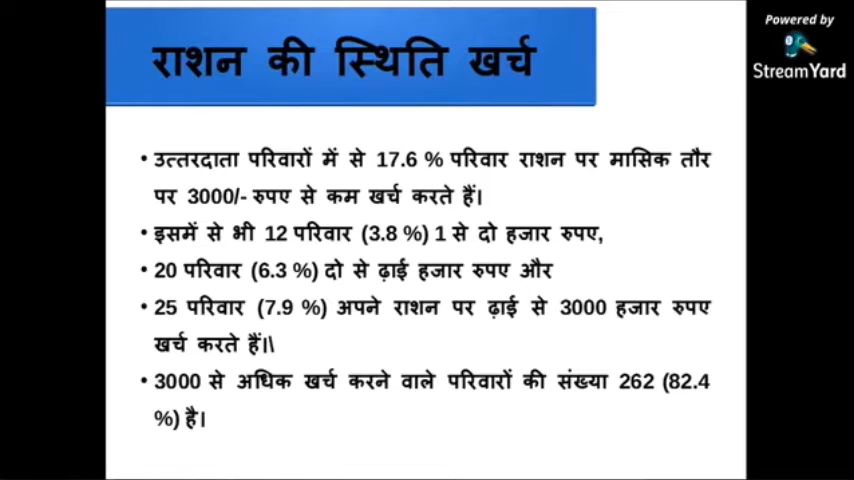 Powered by
StreamYard
राशन की स्थिति खर्च
• उत्तरदाता परिवारों में से 17.6 % परिवार राशन पर मासिक तौर
पर 3000/- रुपए से कम खर्च करते हैं।
• इसमें से भी 12 परिवार (3.8 %) 1 से दो हजार रुपए,
• 20 परिवार (6.3 %) दो से ढ़ाई हजार रुपए और
• 25 परिवार (7.9 %) अपने राशन पर ढ़ाई से 3000 हजार रुपए
खर्च करते हैं।\
• 3000 से अधिक खर्च करने वाले परिवारों की संख्या 262 (82.4
%) है।